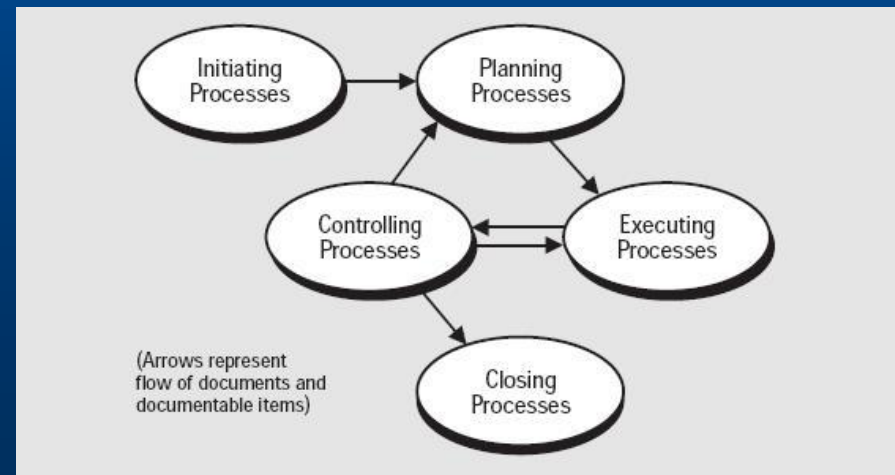 Initiating
Processes
Planning
Processes
Controlling
Processes
Executing
Processes
(Arrows represent
flow of documents and
documentable items)
Closing
Processes